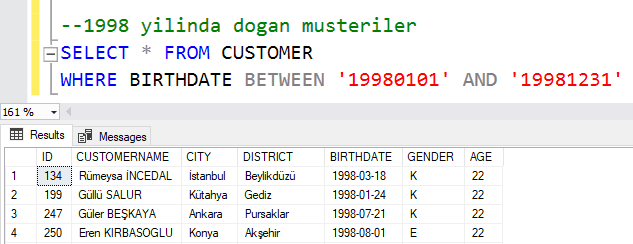 --1998 yilinda dogan musteriler
SELECT * FROM CUSTOMER
WHERE BIRTHDATE BETWEEN '19980101' AND '19981231'
161 %
Results Messages
ID CUSTOMERNAME CITY DISTRICT BIRTHDATE GENDER AGE
1 134 Rümeysa İNCEDAL İstanbul Beylikdüzü 1998-03-18 K 22
2 199 Güllü SALUR Kütahya Gediz 1998-01-24 K 22
3 247 Güler BEŞKAYA Ankara Pursaklar 1998-07-21 K 22
4 250 Eren KIRBASOGLU Konya Akşehir 1998-08-01 E 22